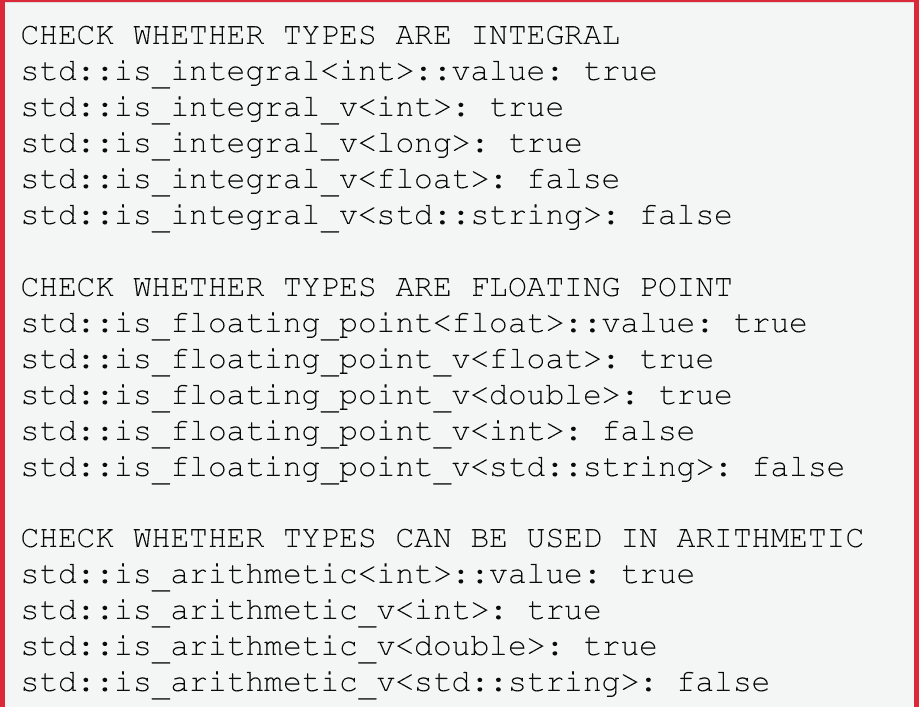 CHECK WHETHER TYPES ARE INTEGRAL
std::is_integral<int>::value: true
std::is_integral_v<int>: true
std::is_integral_v<long>: true
std::is_integral_v<float>: false
std::is_integral_v<std::string>: false

CHECK WHETHER TYPES ARE FLOATING POINT
std::is_floating_point<float>::value: true
std::is_floating_point_v<float>: true
std::is_floating_point_v<double>: true
std::is_floating_point_v<int>: false
std::is_floating_point_v<std::string>: false

CHECK WHETHER TYPES CAN BE USED IN ARITHMETIC
std::is_arithmetic<int>::value: true
std::is_arithmetic_v<int>: true
std::is_arithmetic_v<double>: true
std::is_arithmetic_v<std::string>: false